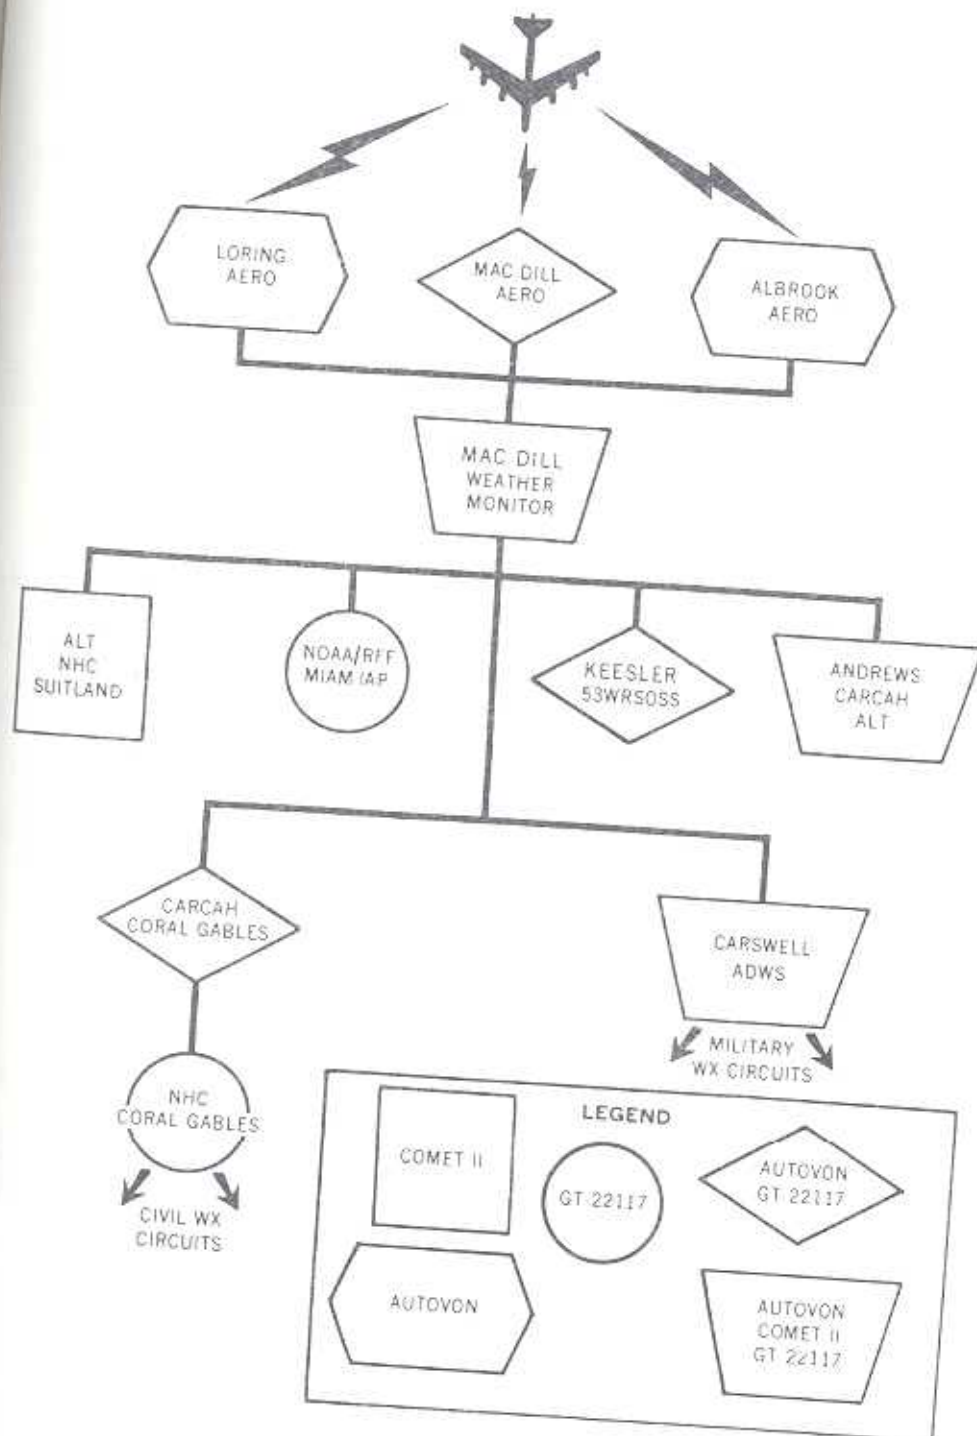 LORING
AERO
MAC DILL
AERO
ALBROOK
AERO
MAC DILL
WEATHER
MONITOR
ALT
NHC
SUITLAND
NOAA/RFF
MIAM IAP
KEESLER
53WRSOSS
ANDREWS
CARCAH
ALT
CARCAH
CORAL GABLES
CARSWELL
ADWS
MILITARY
WX CIRCUITS
NHC
CORAL GABLES
CIVIL WX
CIRCUITS
LEGEND
COMET II
GT 22117
AUTOVON
GT 22117
AUTOVON
AUTOVON
COMET II
GT 22117